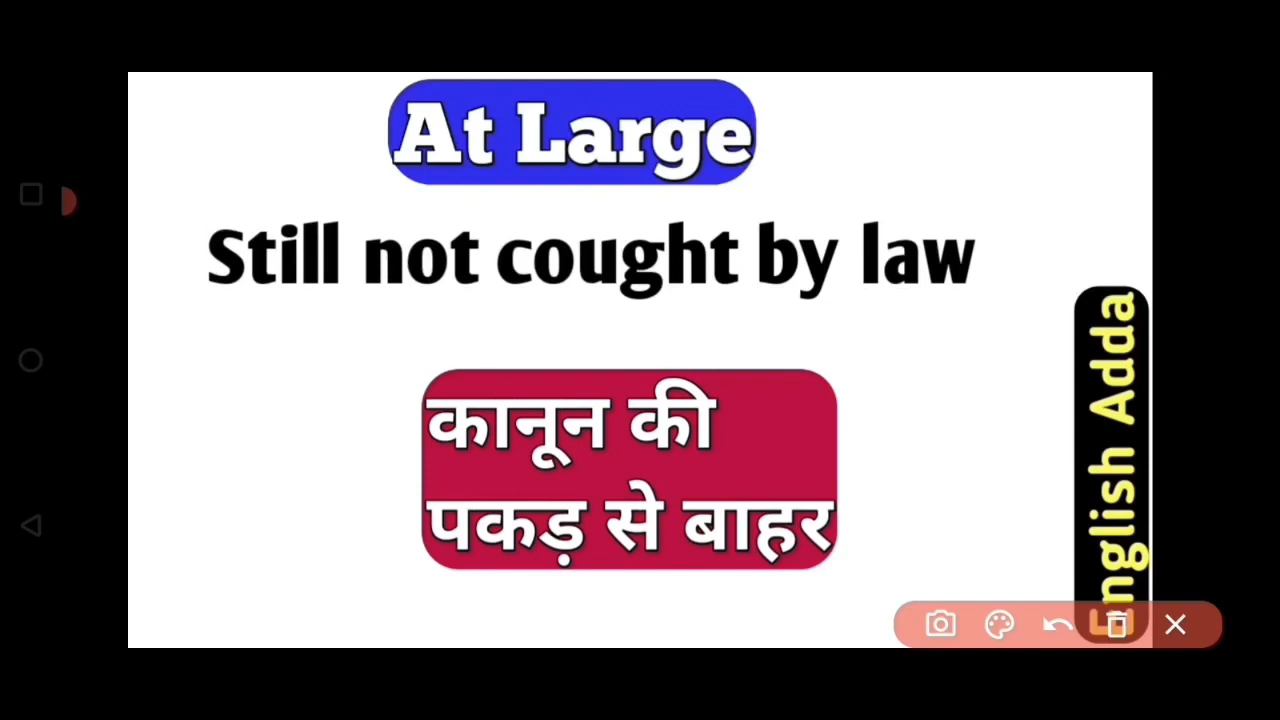 At Large
Still not cought by law
कानून की
पकड़ से बाहर
English Adda